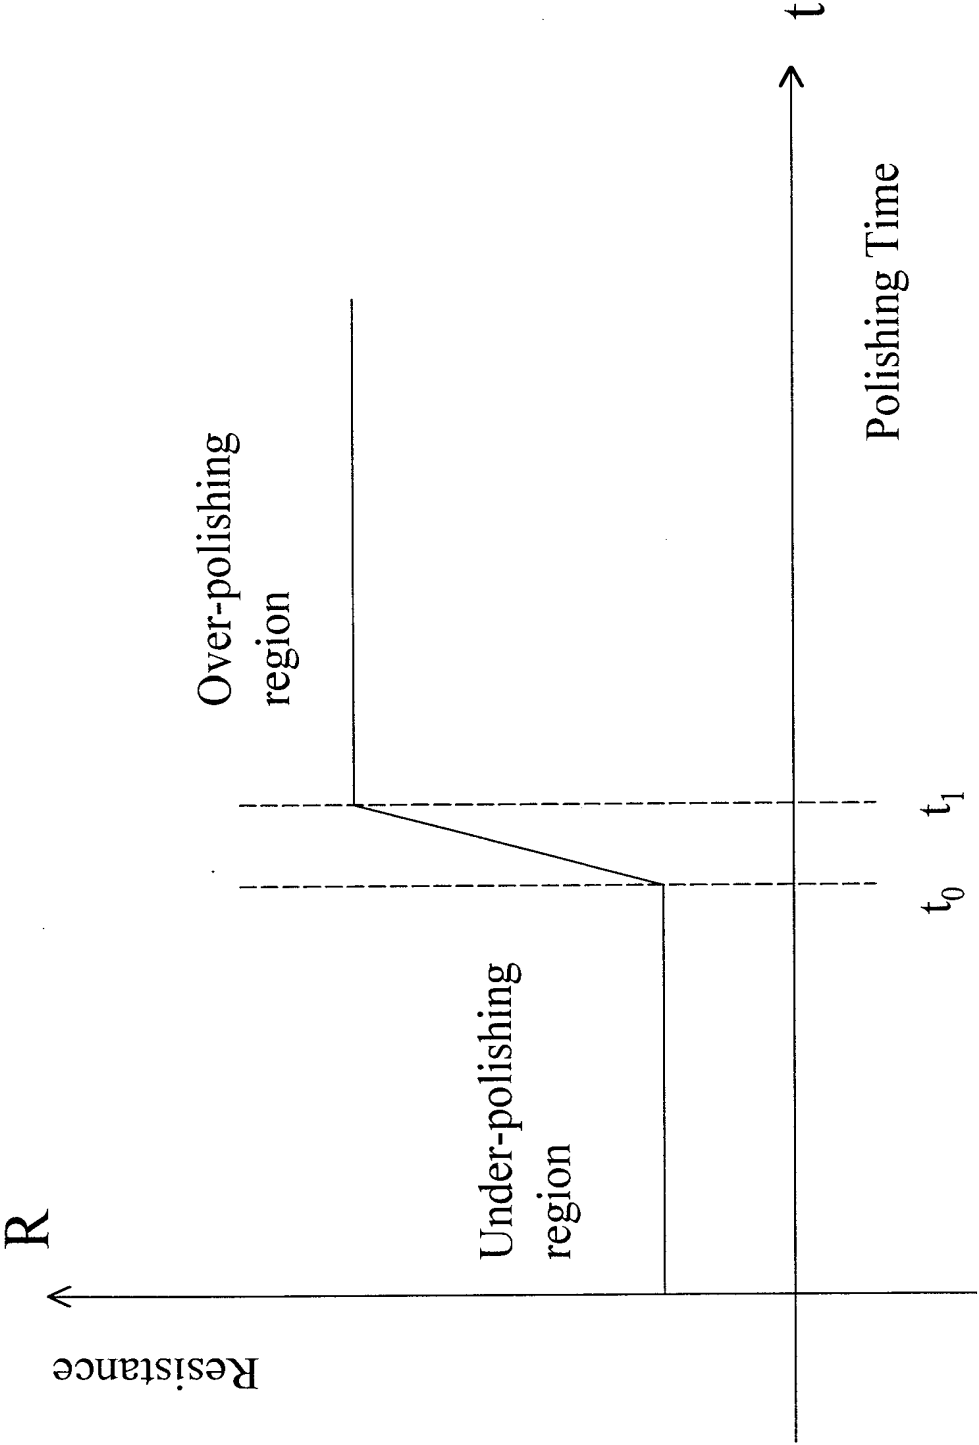 R
Resistance
Over-polishing
region
Under-polishing
region
t
Polishing Time
t₀
t₁